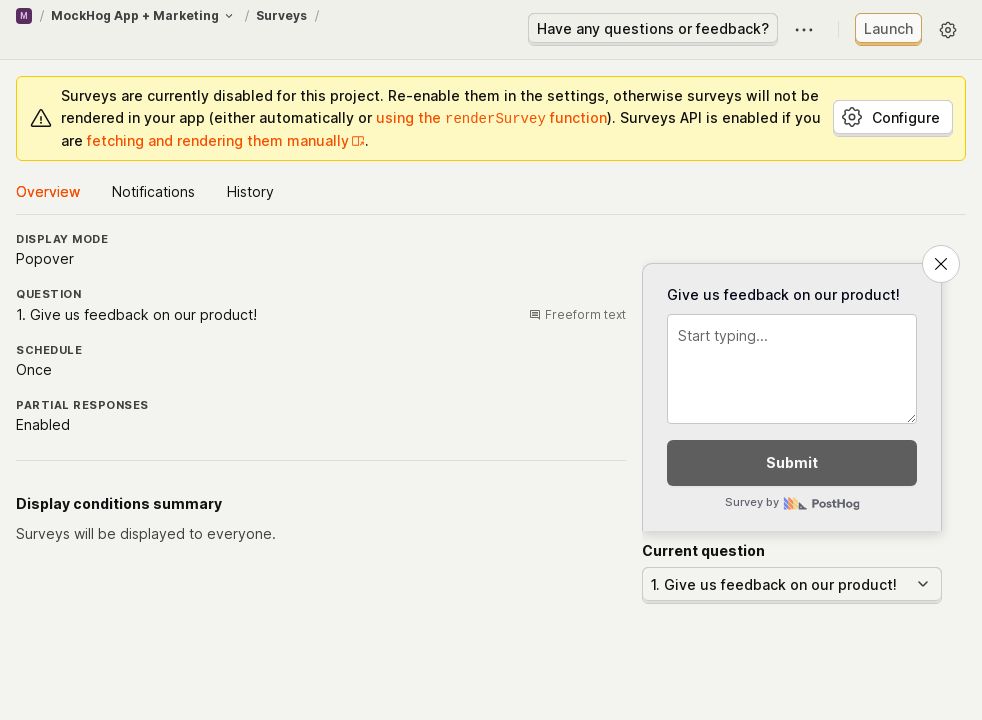 M / MockHog App + Marketing / Surveys /
Have any questions or feedback?
Launch
Surveys are currently disabled for this project. Re-enable them in the settings, otherwise surveys will not be
rendered in your app (either automatically or using the renderSurvey function). Surveys API is enabled if you
are fetching and rendering them manually.
Configure
Overview Notifications History
DISPLAY MODE
Popover
QUESTION
1. Give us feedback on our product! Freeform text
SCHEDULE
Once
PARTIAL RESPONSES
Enabled
Display conditions summary
Surveys will be displayed to everyone.
Give us feedback on our product!
Start typing...
Submit
Survey by PostHog
Current question
1. Give us feedback on our product!